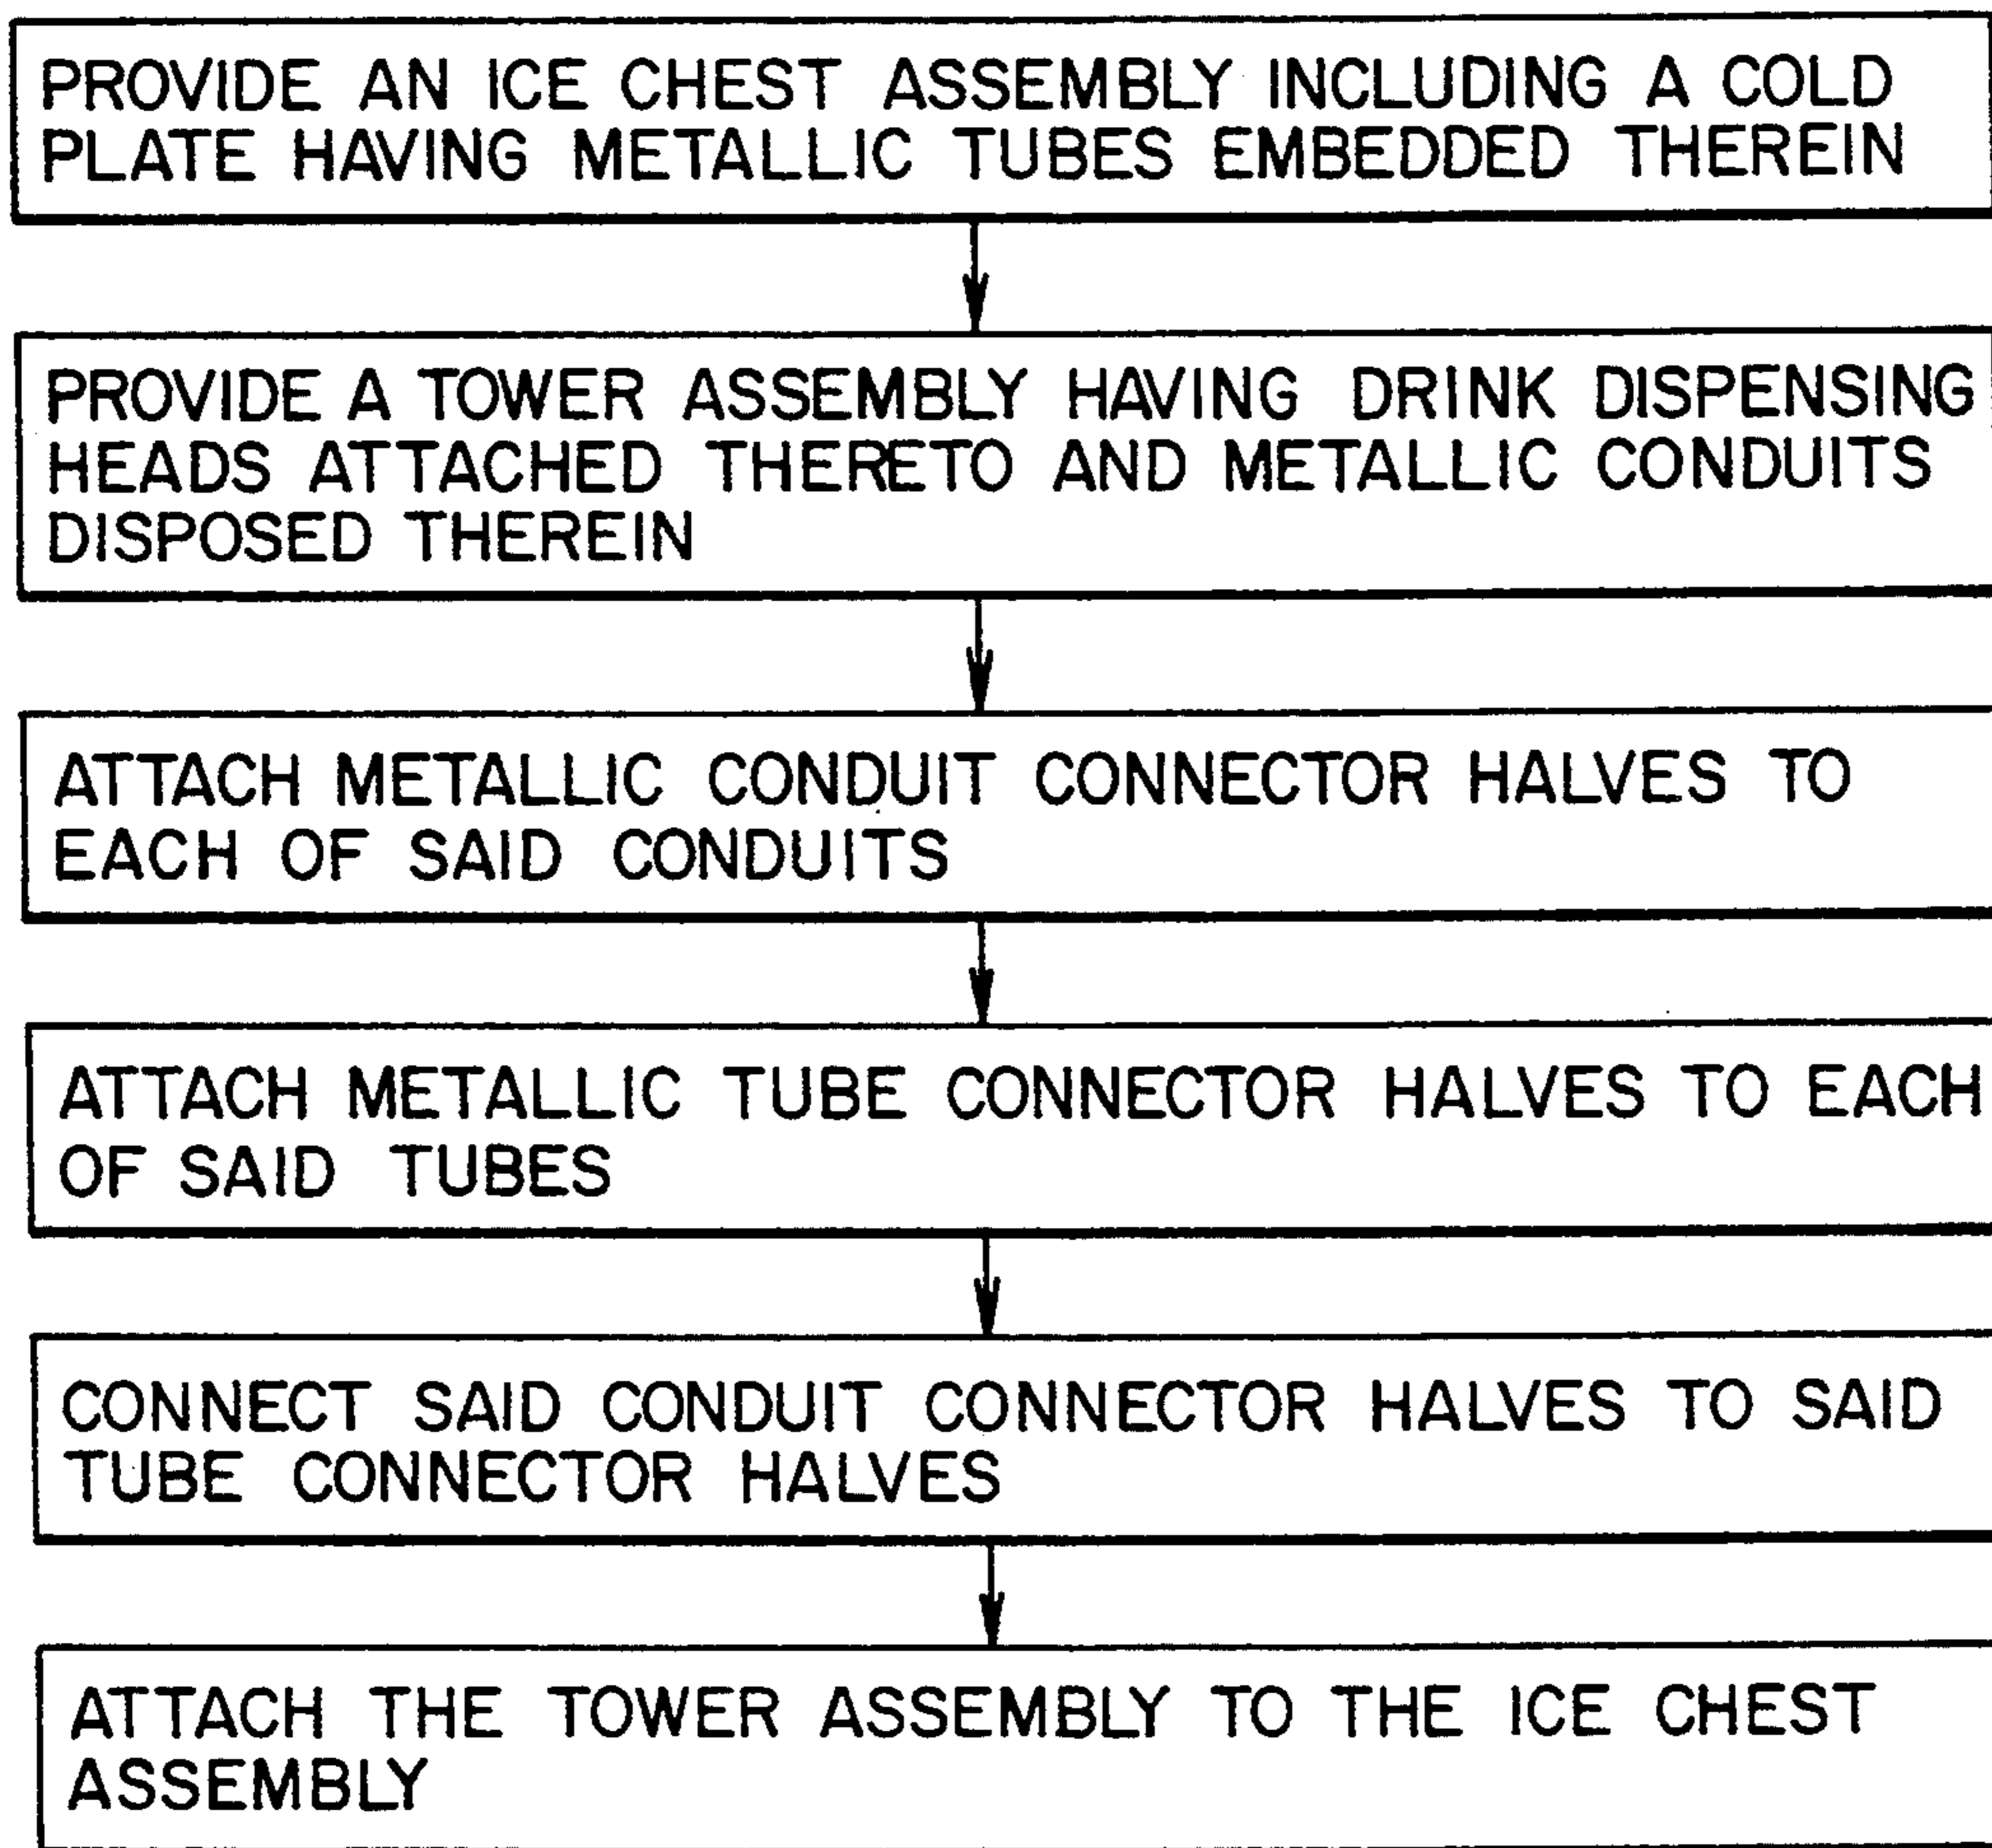 PROVIDE AN ICE CHEST ASSEMBLY INCLUDING A COLD
PLATE HAVING METALLIC TUBES EMBEDDED THEREIN
PROVIDE A TOWER ASSEMBLY HAVING DRINK DISPENSING
HEADS ATTACHED THERETO AND METALLIC CONDUITS
DISPOSED THEREIN
ATTACH METALLIC CONDUIT CONNECTOR HALVES TO
EACH OF SAID CONDUITS
ATTACH METALLIC TUBE CONNECTOR HALVES TO EACH
OF SAID TUBES
CONNECT SAID CONDUIT CONNECTOR HALVES TO SAID
TUBE CONNECTOR HALVES
ATTACH THE TOWER ASSEMBLY TO THE ICE CHEST
ASSEMBLY